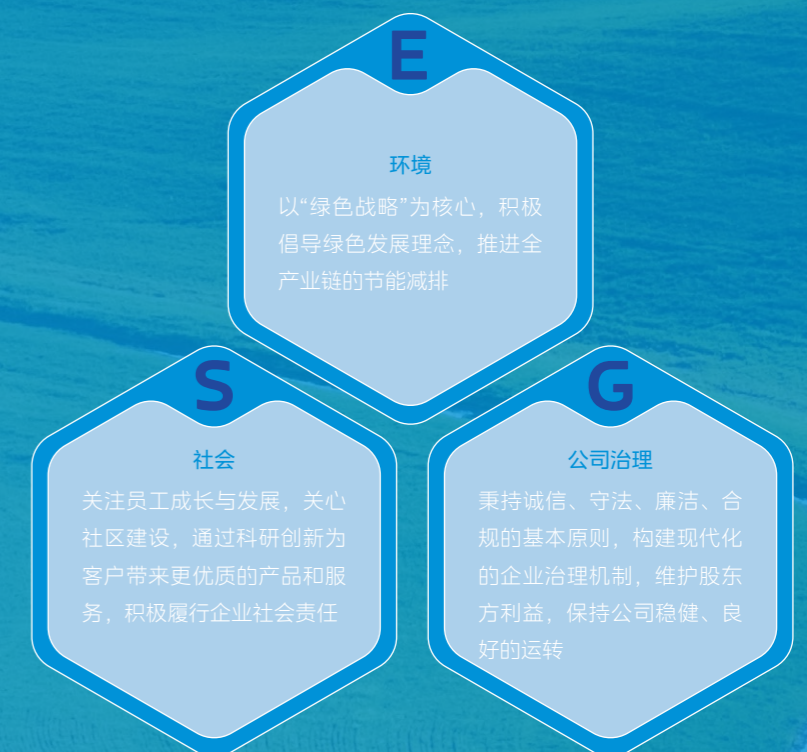 E
环境
以“绿色战略”为核心，积极
倡导绿色发展理念，推进全
产业链的节能减排
S
社会
关注员工成长与发展，关心
社区建设，通过科研创新为
客户带来更优质的产品和服
务，积极履行企业社会责任
G
公司治理
秉持诚信、守法、廉洁、合
规的基本原则，构建现代化
的企业治理机制，维护股东
方利益，保持公司稳健、良
好的运转